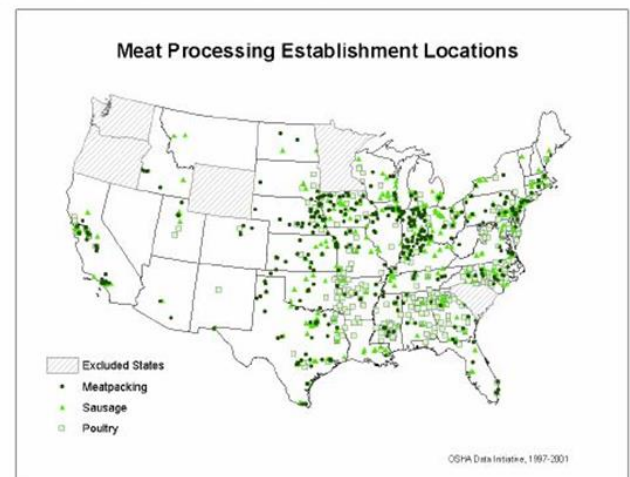 Meat Processing Establishment Locations
Excluded States
Meatpacking
Sausage
Poultry
OSHA Data Initiative, 1997-2001